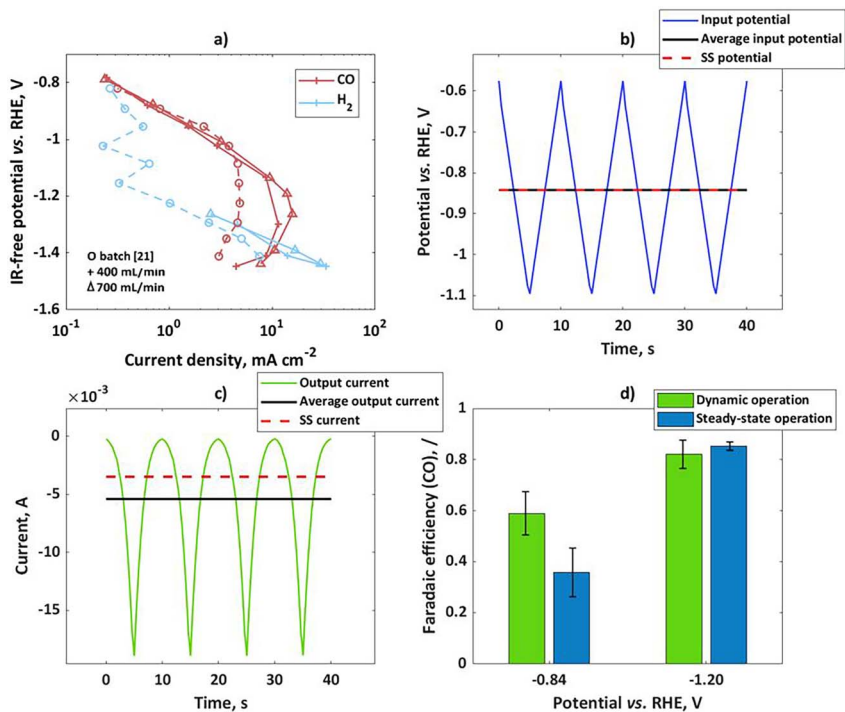 a)
IR-free potential vs. RHE, V
-0.8
-1
-1.2
-1.4
-1.6
CO
H2
O batch [21]
+ 400 mL/min
Δ 700 mL/min
10-1
100
101
102
Current density, mA cm-2
b)
Input potential
Average input potential
SS potential
Potential vs. RHE, V
-0.6
-0.7
-0.8
-0.9
-1
-1.1
0
10
20
30
40
Time, s
c)
×10-3
Output current
Average output current
SS current
Current, A
0
-5
-10
-15
0
10
20
30
40
Time, s
d)
Dynamic operation
Steady-state operation
Faradaic efficiency (CO), /
1
0.8
0.6
0.4
0.2
0
-0.84
-1.20
Potential vs. RHE, V